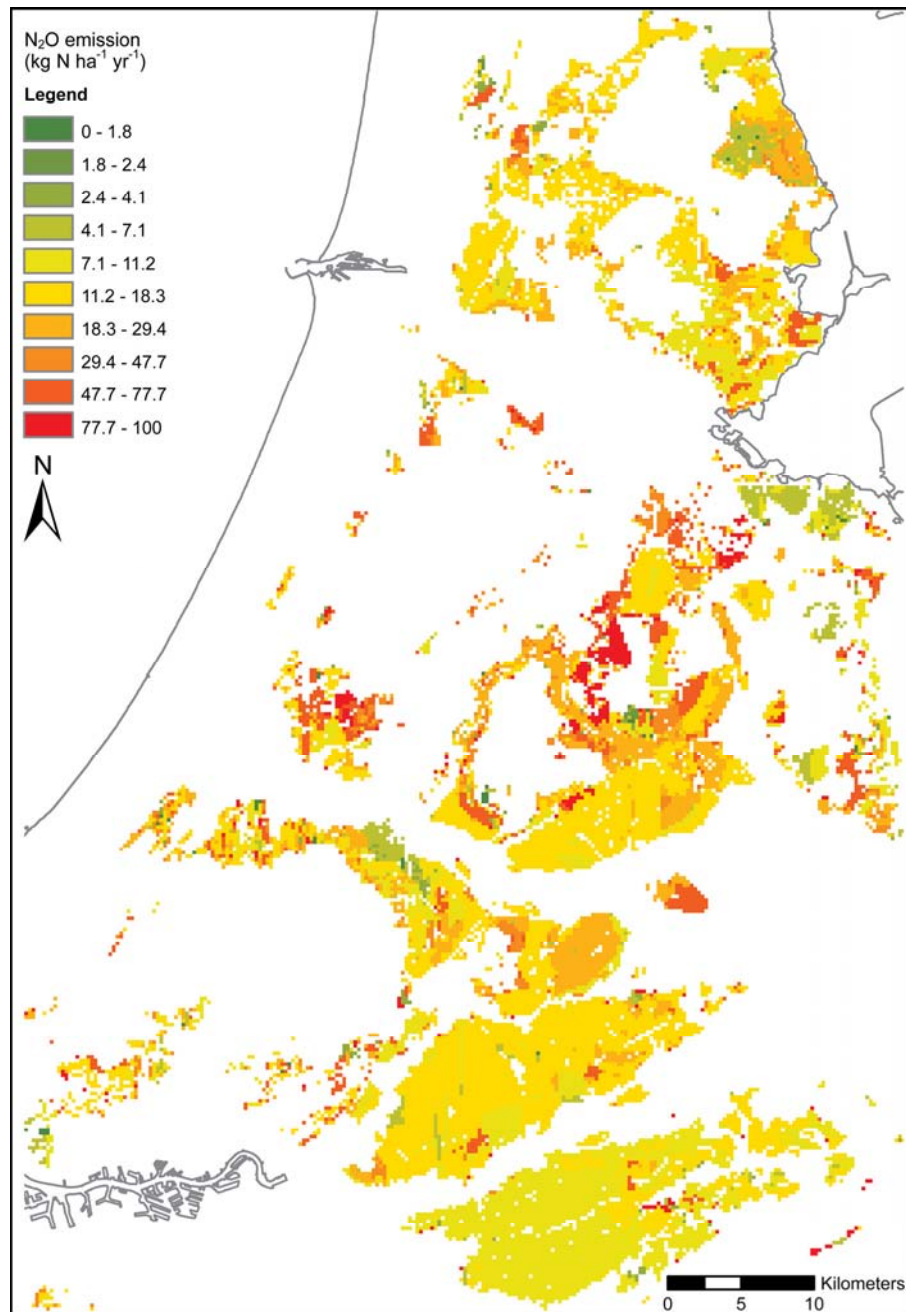 N₂O emission
(kg N ha⁻¹ yr⁻¹)
Legend
0 - 1.8
1.8 - 2.4
2.4 - 4.1
4.1 - 7.1
7.1 - 11.2
11.2 - 18.3
18.3 - 29.4
29.4 - 47.7
47.7 - 77.7
77.7 - 100
N
Kilometers
0 5 10